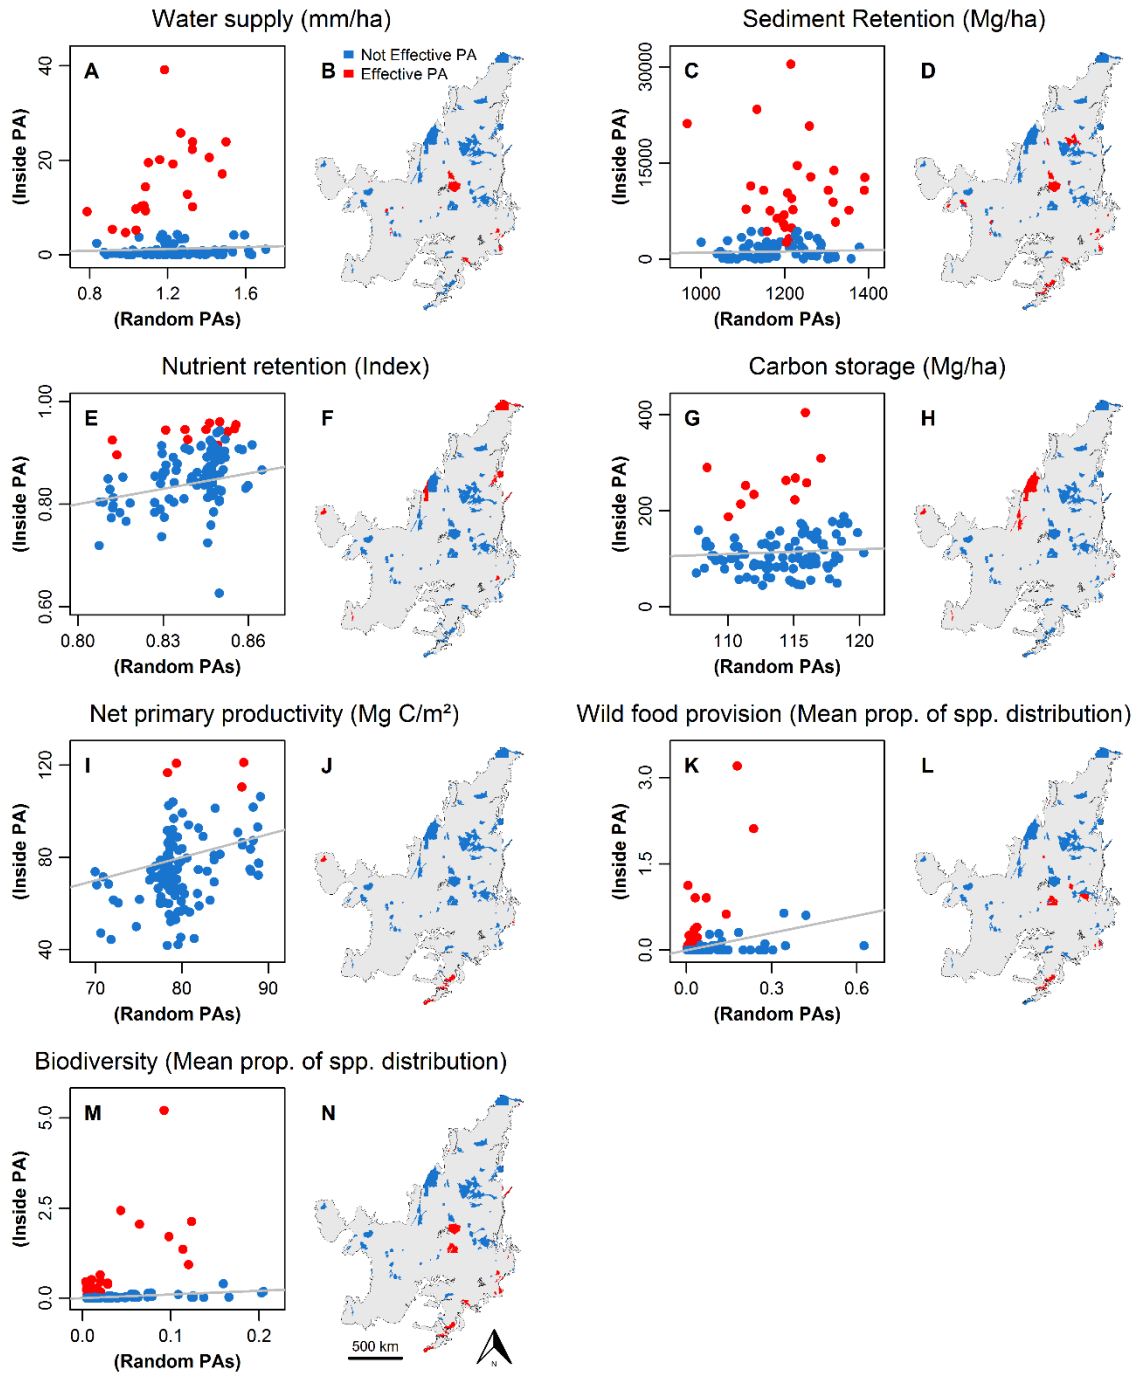 Water supply (mm/ha)
Sediment Retention (Mg/ha)
A
B
Not Effective PA
Effective PA
C
D
(Inside PA)
0 20 40
0.8 1.2 1.6
(Random PAs)
(Inside PA)
0 15000 30000
1000 1200 1400
(Random PAs)
Nutrient retention (Index)
Carbon storage (Mg/ha)
E
F
G
H
(Inside PA)
0.60 0.80 1.00
0.80 0.83 0.86
(Random PAs)
(Inside PA)
0 200 400
110 115 120
(Random PAs)
Net primary productivity (Mg C/m²)
Wild food provision (Mean prop. of spp. distribution)
I
J
K
L
(Inside PA)
40 80 120
70 80 90
(Random PAs)
(Inside PA)
0.0 1.5 3.0
0.0 0.3 0.6
(Random PAs)
Biodiversity (Mean prop. of spp. distribution)
M
N
(Inside PA)
0.0 2.5 5.0
0.0 0.1 0.2
(Random PAs)
500 km
N